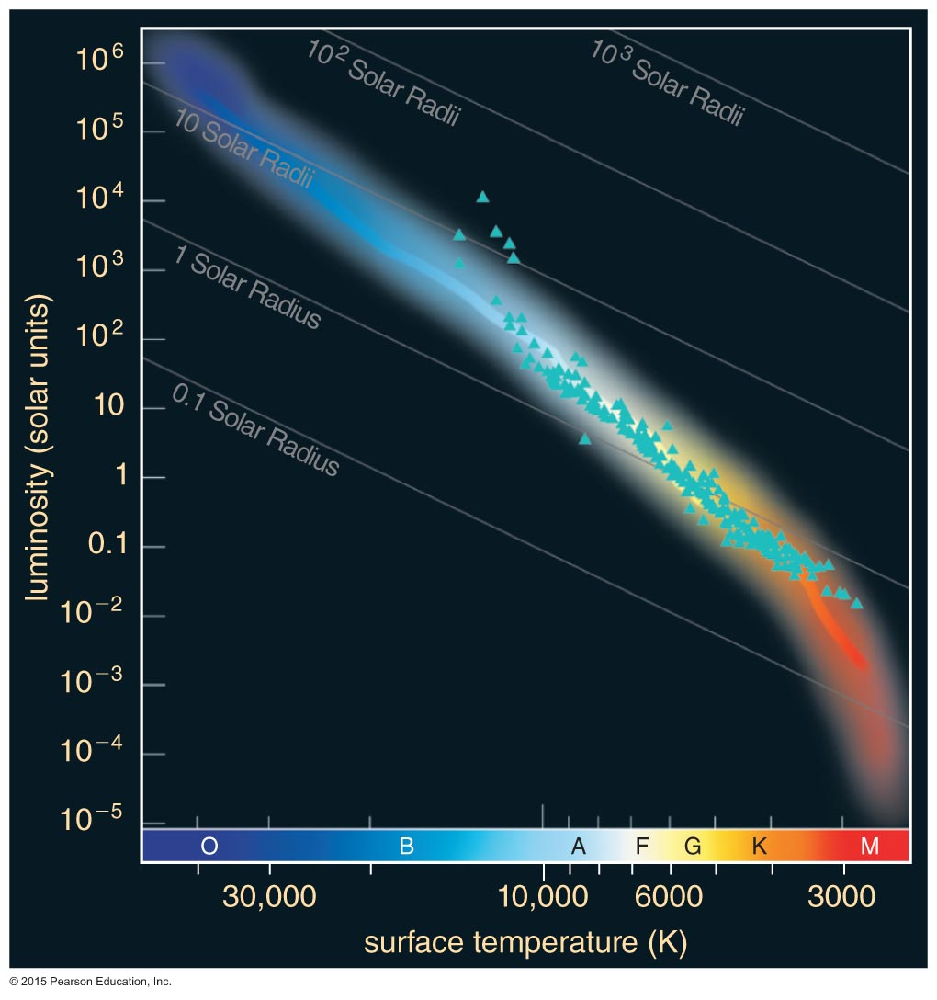 10⁶
10⁵
10⁴
10³
10²
10
1
0.1
10⁻²
10⁻³
10⁻⁴
10⁻⁵
luminosity (solar units)
10² Solar Radii
10³ Solar Radii
10 Solar Radii
1 Solar Radius
0.1 Solar Radius
O B A F G K M
30,000 10,000 6000 3000
surface temperature (K)
© 2015 Pearson Education, Inc.